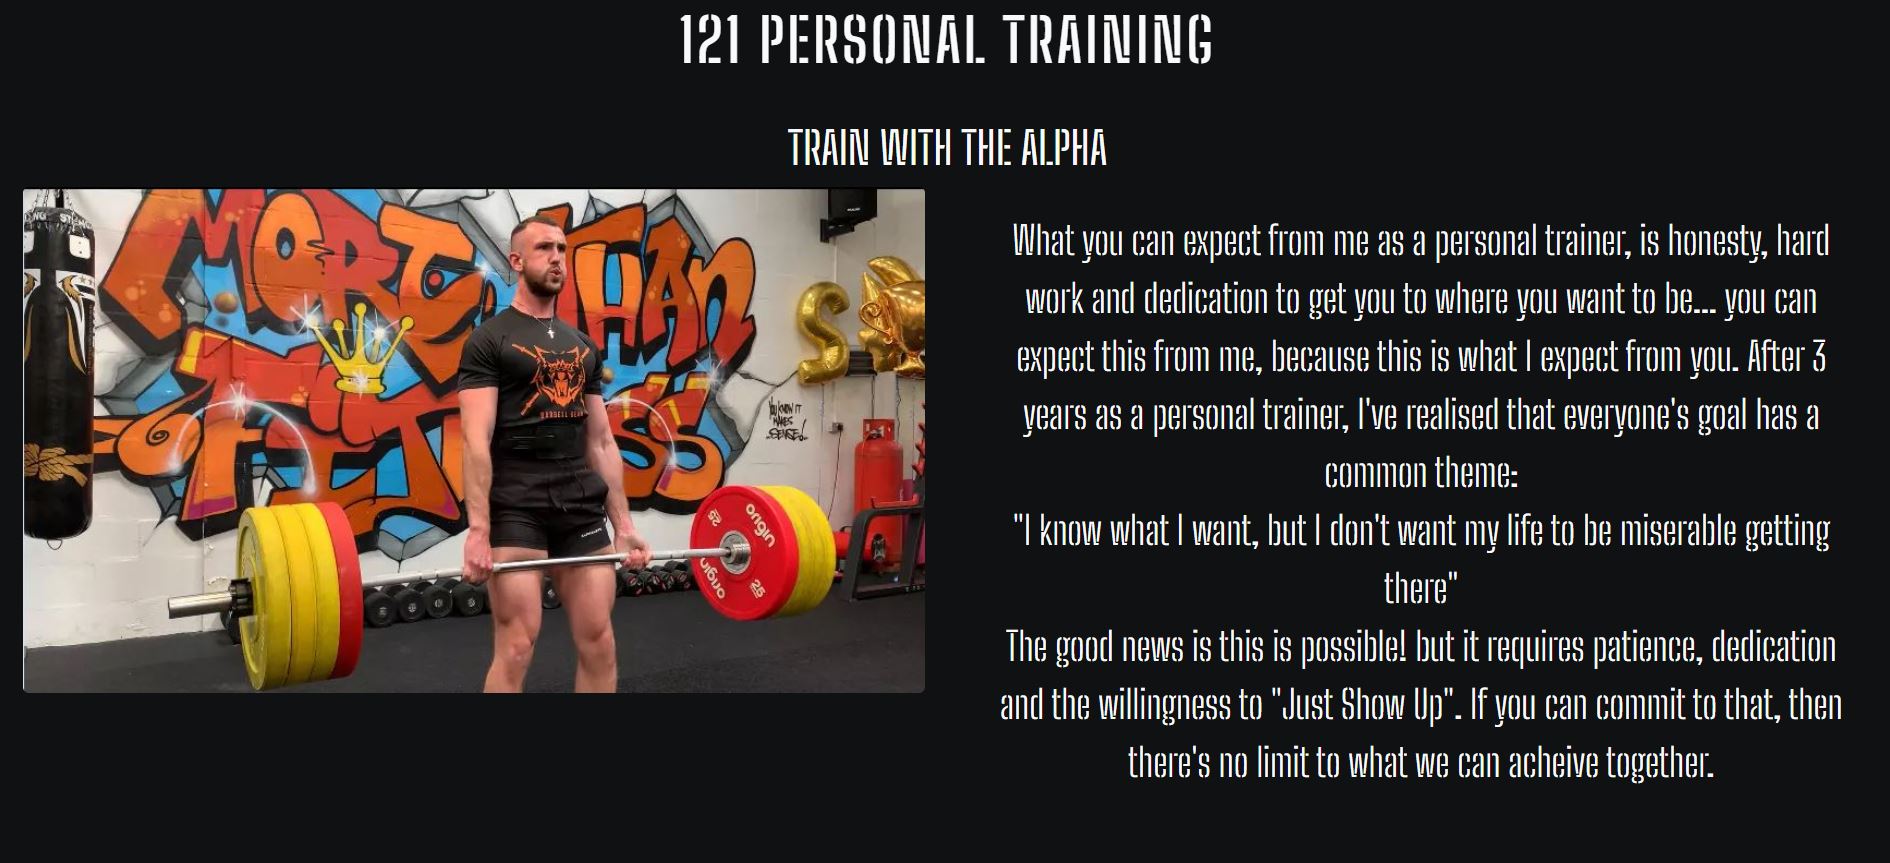 121 PERSONAL TRAINING
TRAIN WITH THE ALPHA
MORE THAN
FITNESS
YOU KNOW IT
MAKES
SENSE!
BARBELL GEAR
origin
25
origin
25
What you can expect from me as a personal trainer, is honesty, hard
work and dedication to get you to where you want to be... you can
expect this from me, because this is what I expect from you. After 3
years as a personal trainer, I've realised that everyone's goal has a
common theme:
"I know what I want, but I don't want my life to be miserable getting
there"
The good news is this is possible! but it requires patience, dedication
and the willingness to "Just Show Up". If you can commit to that, then
there's no limit to what we can acheive together.